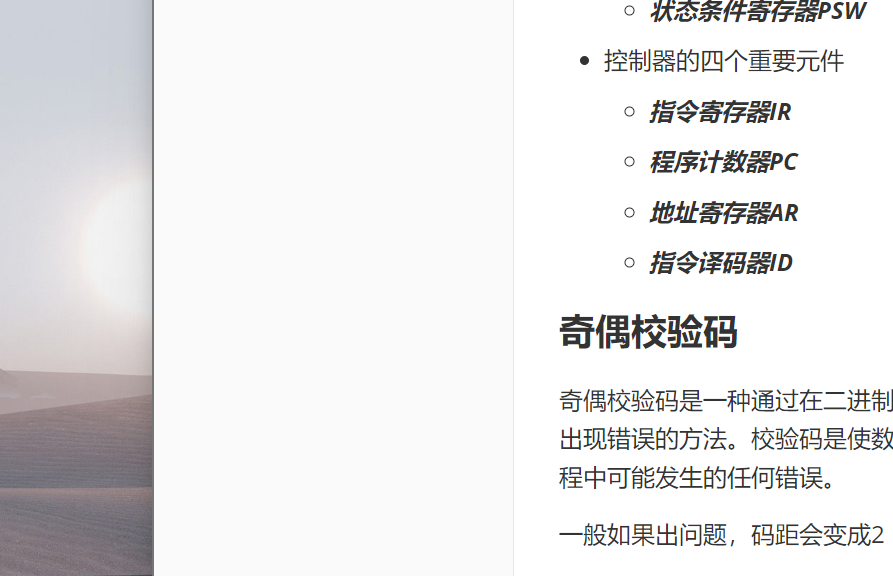 状态条件寄存器PSW
控制器的四个重要元件
指令寄存器IR
程序计数器PC
地址寄存器AR
指令译码器ID
奇偶校验码
奇偶校验码是一种通过在二进制
出现错误的方法。校验码是使数
程中可能发生的任何错误。
一般如果出问题，码距会变成2